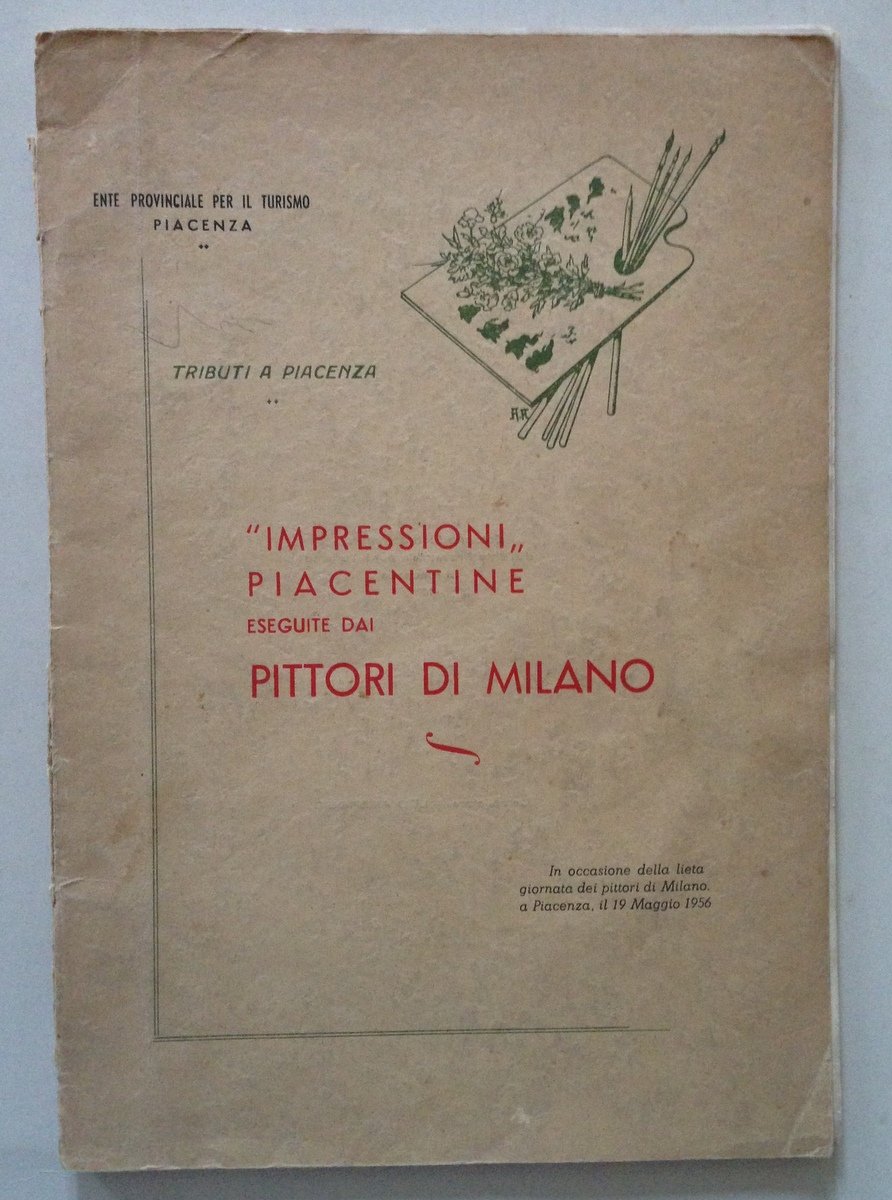 ENTE PROVINCIALE PER IL TURISMO
PIACENZA
TRIBUTI A PIACENZA
"IMPRESSIONI„
PIACENTINE
ESEGUITE DAI
PITTORI DI MILANO
In occasione della lieta
giornata dei pittori di Milano.
a Piacenza, il 19 Maggio 1956